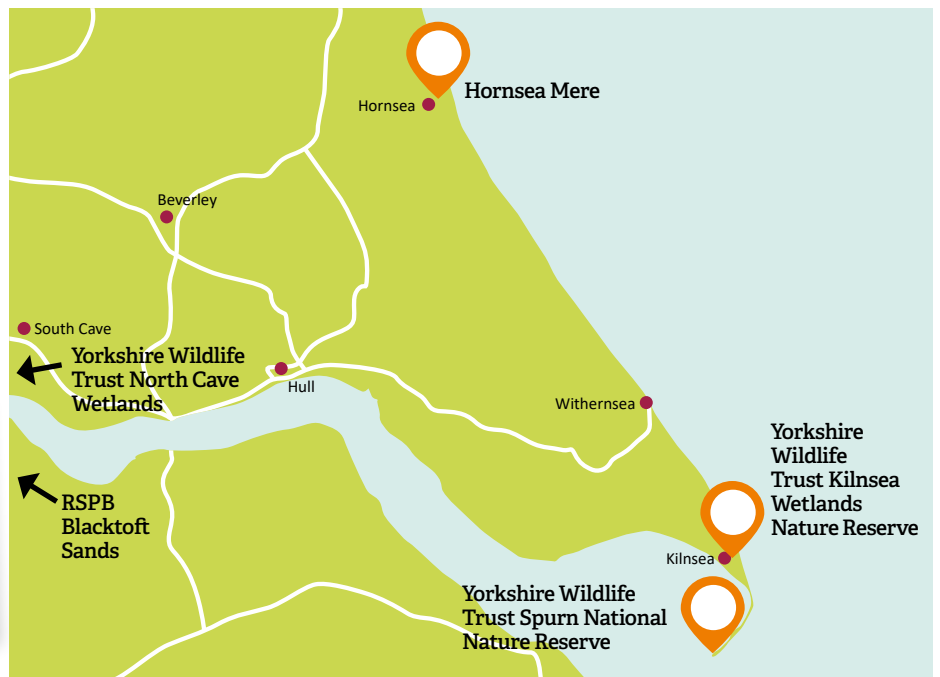 Hornsea Mere
Hornsea
Beverley
South Cave
Yorkshire Wildlife
Trust North Cave
Wetlands
Hull
Withernsea
Yorkshire
Wildlife
Trust Kilnsea
Wetlands
Nature Reserve
RSPB
Blacktoft
Sands
Kilnsea
Yorkshire Wildlife
Trust Spurn National
Nature Reserve